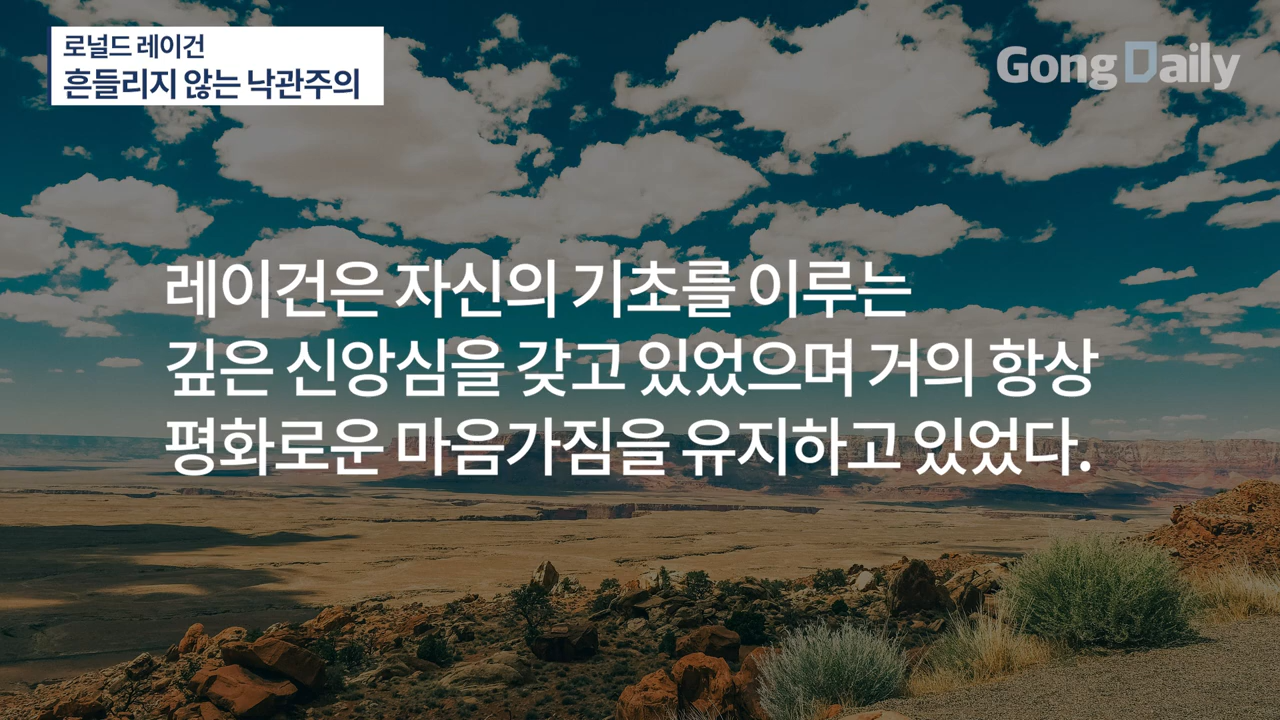 로널드 레이건
흔들리지 않는 낙관주의
Gong Daily
레이건은 자신의 기초를 이루는
깊은 신앙심을 갖고 있었으며 거의 항상
평화로운 마음가짐을 유지하고 있었다.